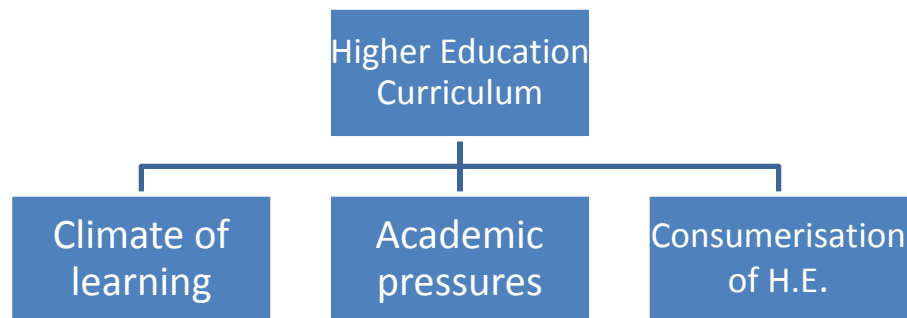 Higher Education
Curriculum
Climate of
learning
Academic
pressures
Consumerisation
of H.E.